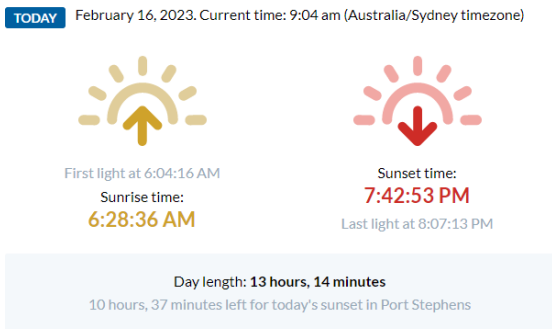 TODAY February 16, 2023. Current time: 9:04 am (Australia/Sydney timezone)
First light at 6:04:16 AM
Sunrise time:
6:28:36 AM
Sunset time:
7:42:53 PM
Last light at 8:07:13 PM
Day length: 13 hours, 14 minutes
10 hours, 37 minutes left for today's sunset in Port Stephens